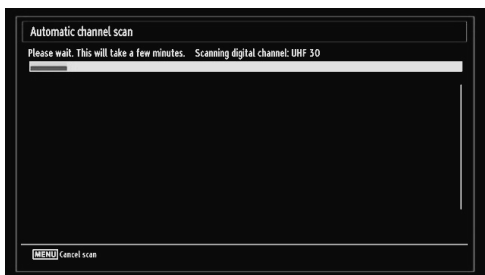 Automatic channel scan
Please wait. This will take a few minutes. Scanning digital channel: UHF 30
MENU Cancel scan